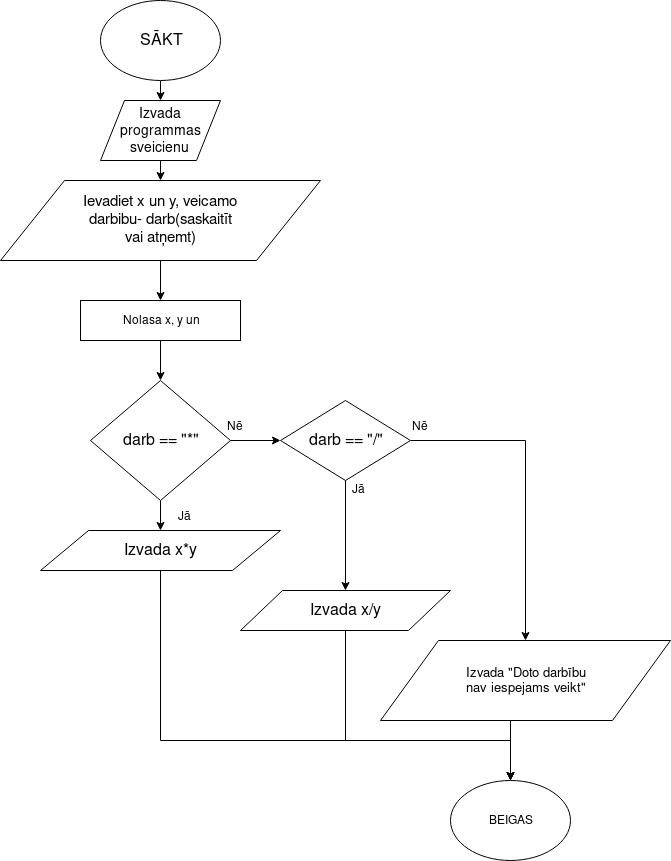 SĀKT
Izvada
programmas
sveicienu
Ievadiet x un y, veicamo
darbibu- darb(saskaitīt
vai atņemt)
Nolasa x, y un
darb == "*"
Nē
darb == "/"
Nē
Jā
Jā
Izvada x*y
Izvada x/y
Izvada "Doto darbību
nav iespejams veikt"
BEIGAS